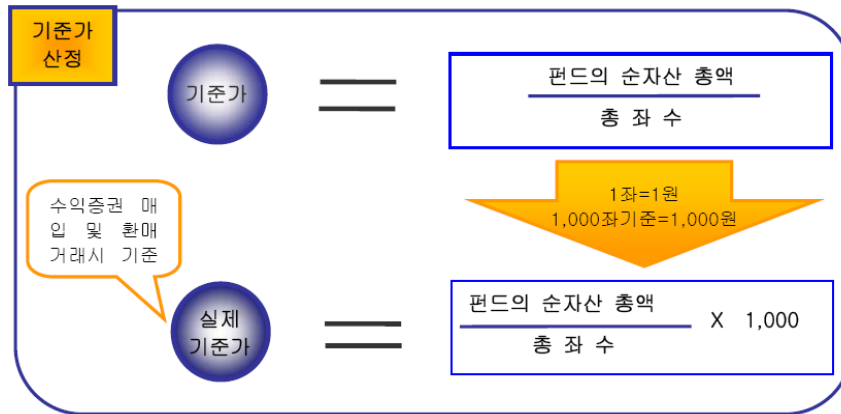 기준가
산정
기준가
펀드의 순자산 총액
총 좌 수
1좌=1원
1,000좌기준=1,000원
수익증권 매
입 및 환매
거래시 기준
실제
기준가
펀드의 순자산 총액
총 좌 수
X 1,000